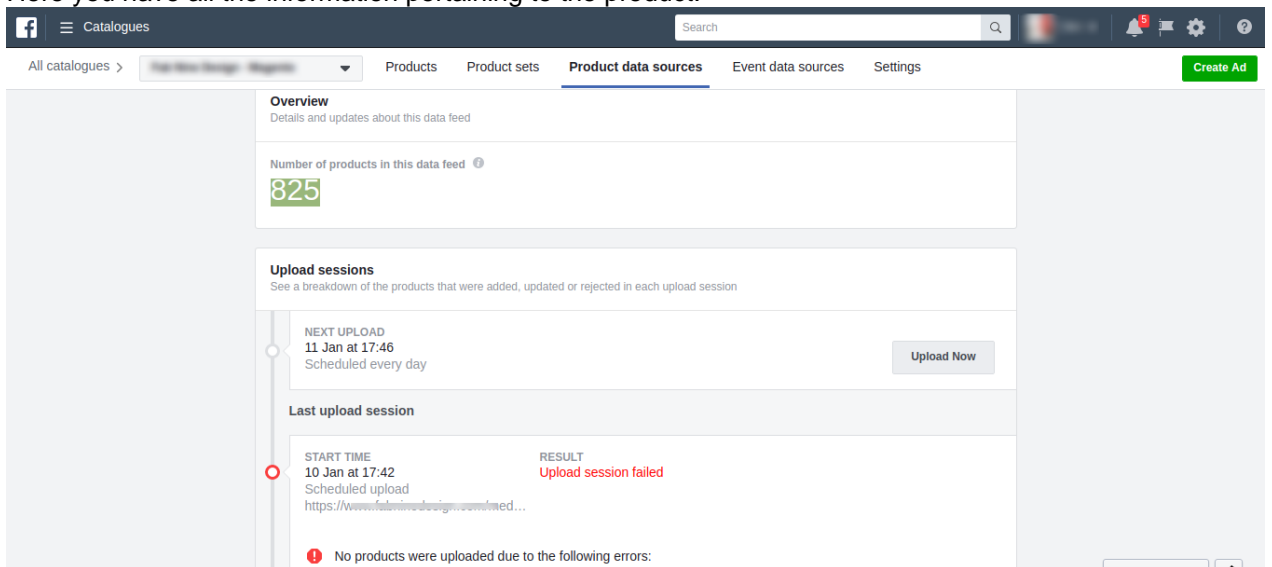 Here you have all the information pertaining to the product.
Catalogues
Search
5
All catalogues >
Products Product sets Product data sources Event data sources Settings
Create Ad
Overview
Details and updates about this data feed
Number of products in this data feed
825
Upload sessions
See a breakdown of the products that were added, updated or rejected in each upload session
NEXT UPLOAD
11 Jan at 17:46
Scheduled every day
Upload Now
Last upload session
START TIME
RESULT
10 Jan at 17:42
Upload session failed
Scheduled upload
No products were uploaded due to the following errors: